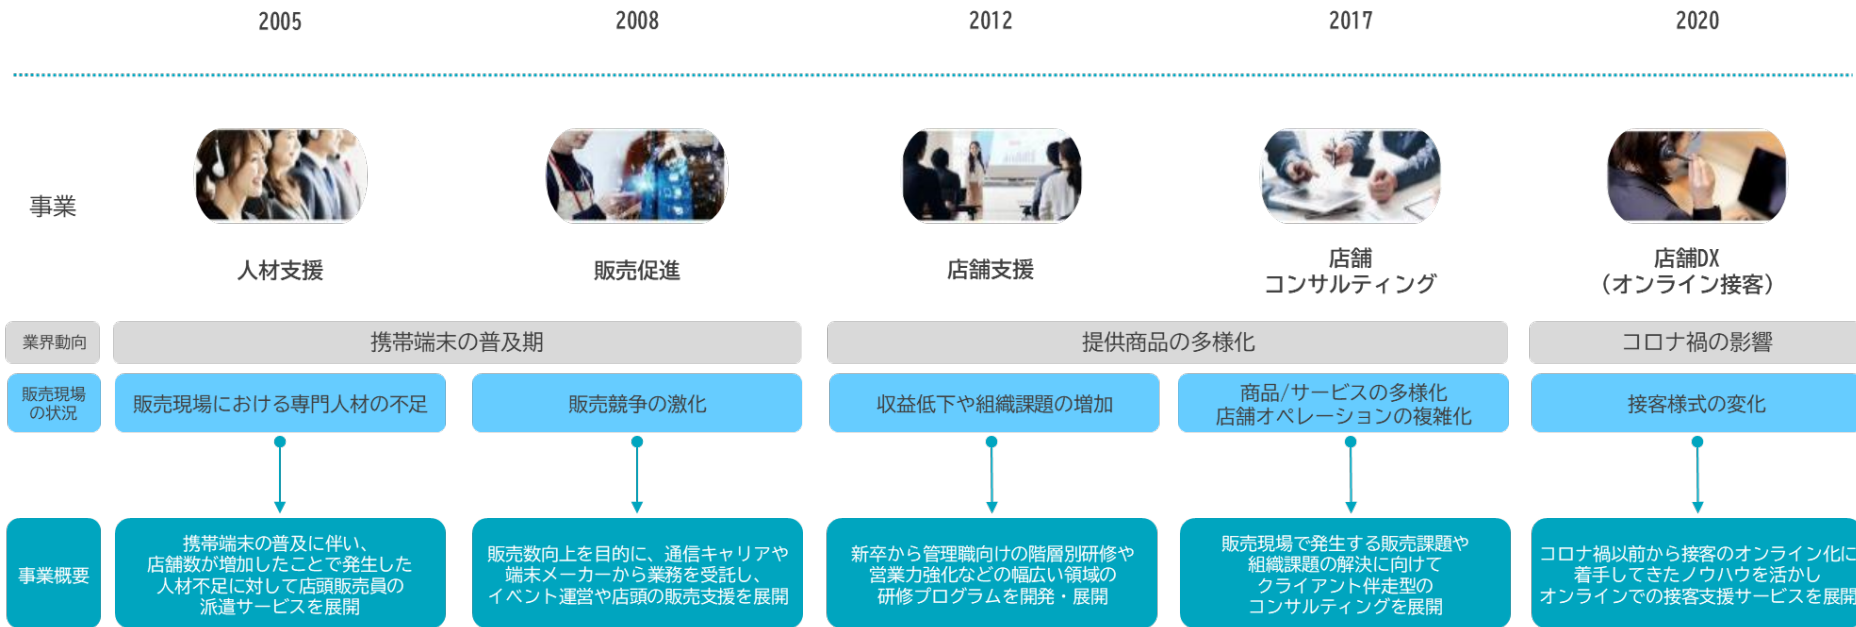 2005
2008
2012
2017
2020
事業
人材支援
販売促進
店舗支援
店舗
コンサルティング
店舗DX
(オンライン接客)
業界動向
携帯端末の普及期
提供商品の多様化
コロナ禍の影響
販売現場
の状況
販売現場における専門人材の不足
販売競争の激化
収益低下や組織課題の増加
商品/サービスの多様化
店舗オペレーションの複雑化
接客様式の変化
事業概要
携帯端末の普及に伴い、
店舗数が増加したことで発生した
人材不足に対して店頭販売員の
派遣サービスを展開
販売数向上を目的に、通信キャリアや
端末メーカーから業務を受託し、
イベント運営や店頭の販売支援を展開
新卒から管理職向けの階層別研修や
営業力強化などの幅広い領域の
研修プログラムを開発・展開
販売現場で発生する販売課題や
組織課題の解決に向けて
クライアント伴走型の
コンサルティングを展開
コロナ禍以前から接客のオンライン化に
着手してきたノウハウを活かし
オンラインでの接客支援サービスを展開